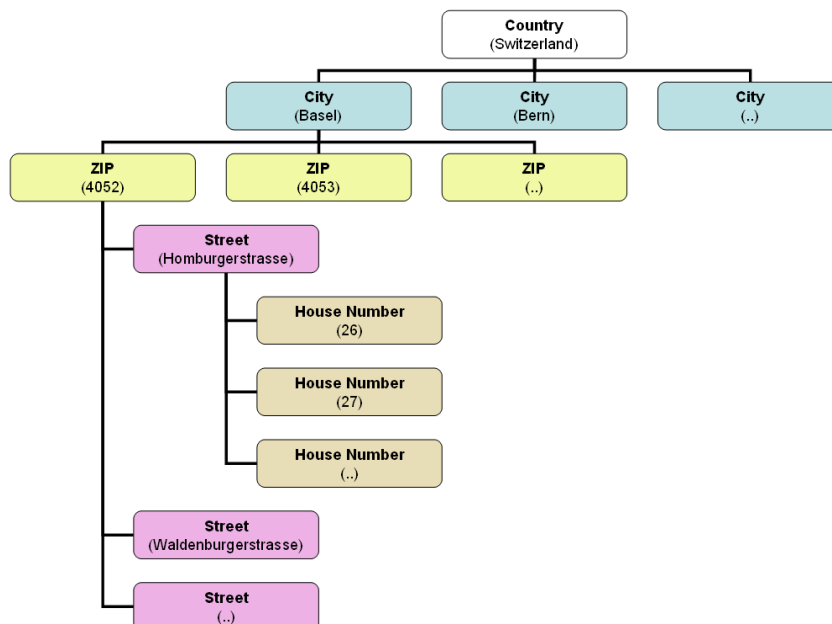 Country
(Switzerland)
City
(Basel)
City
(Bern)
City
(..)
ZIP
(4052)
ZIP
(4053)
ZIP
(..)
Street
(Homburgerstrasse)
House Number
(26)
House Number
(27)
House Number
(..)
Street
(Waldenburgerstrasse)
Street
(..)